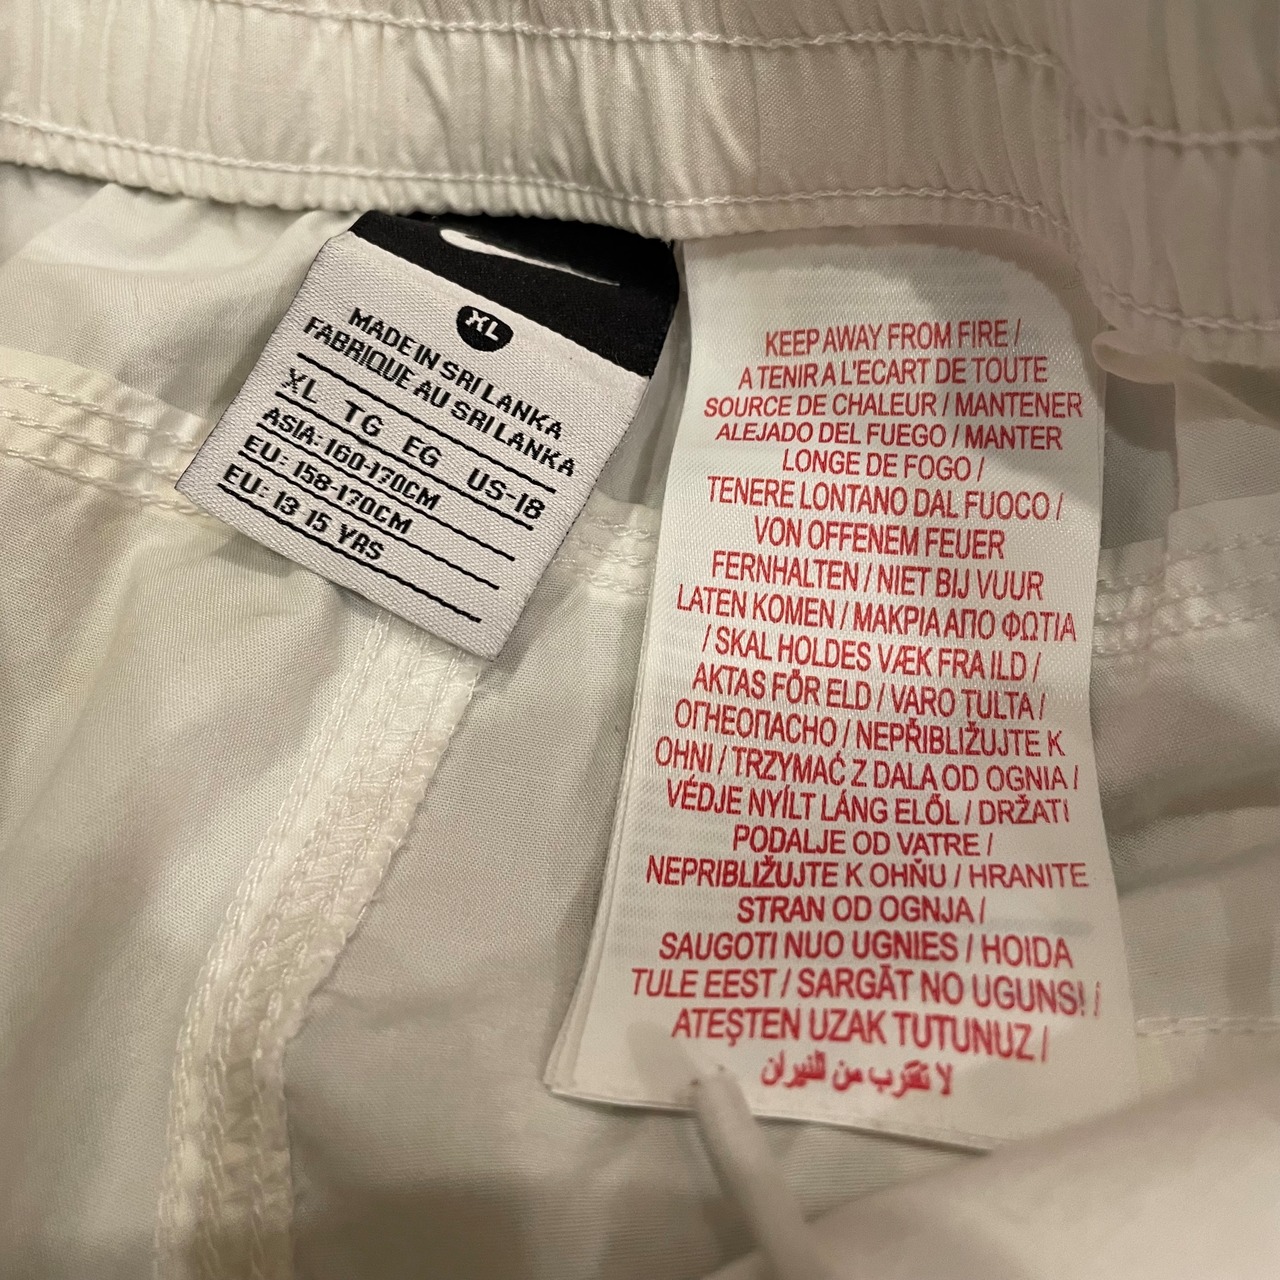 XL
MADE IN SRI LANKA
FABRIQUE AU SRI LANKA
XL TG EG US-18
ASIA: 160-170CM
EU: 158-170CM
EU: 13 15 YRS
KEEP AWAY FROM FIRE /
A TENIR A L'ECART DE TOUTE
SOURCE DE CHALEUR / MANTENER
ALEJADO DEL FUEGO / MANTER
LONGE DE FOGO /
TENERE LONTANO DAL FUOCO /
VON OFFENEM FEUER
FERNHALTEN / NIET BIJ VUUR
LATEN KOMEN / ΜΑΚΡΙΑ ΑΠΟ ΦΩΤΙΑ
/ SKAL HOLDES VÆK FRA ILD /
AKTAS FÖR ELD / VARO TULTA /
ОГНЕОПАСНО / NEPŘIBLIŽUJTE K
OHNI / TRZYMAĆ Z DALA OD OGNIA /
VÉDJE NYÍLT LÁNG ELŐL / DRŽATI
PODALJE OD VATRE /
NEPRIBLIŽUJTE K OHŇU / HRANITE
STRAN OD OGNJA /
SAUGOTI NUO UGNIES / HOIDA
TULE EEST / SARGĀT NO UGUNS! /
ATEŞTEN UZAK TUTUNUZ /
لا تقترب من النيران